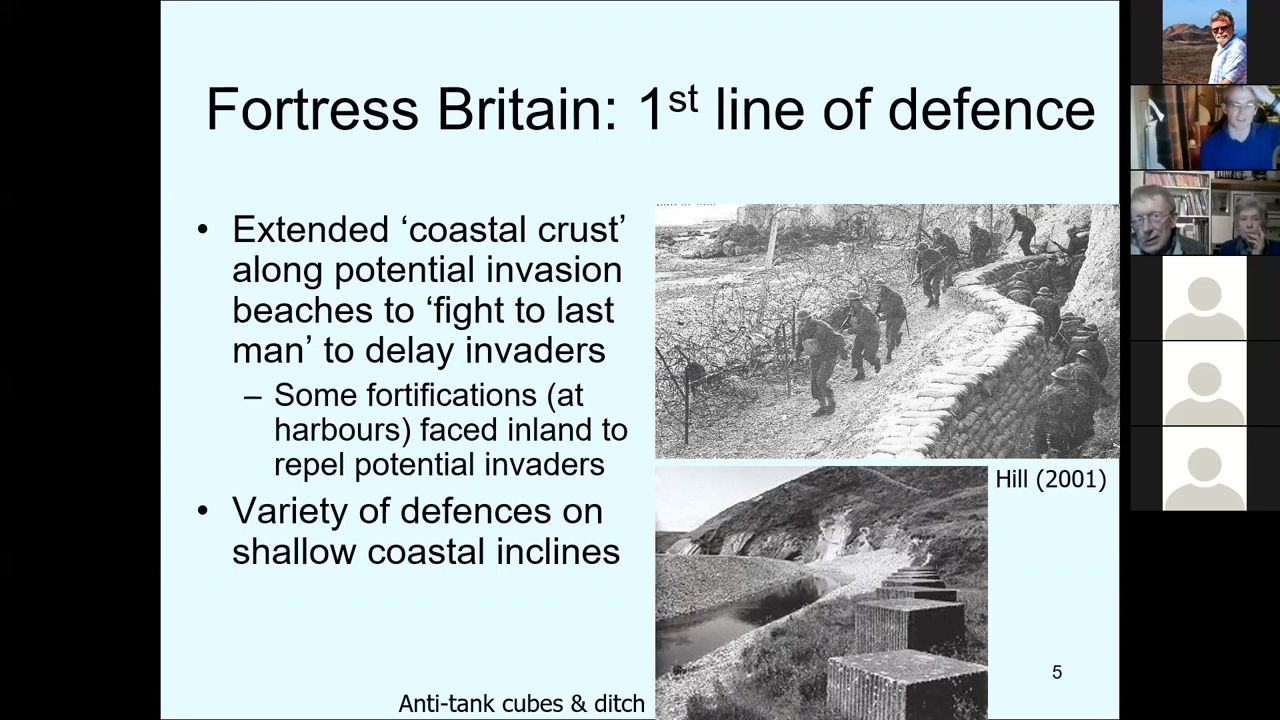 Fortress Britain: 1st line of defence
• Extended ‘coastal crust’
along potential invasion
beaches to ‘fight to last
man’ to delay invaders
– Some fortifications (at
harbours) faced inland to
repel potential invaders
• Variety of defences on
shallow coastal inclines
Hill (2001)
Anti-tank cubes & ditch
5